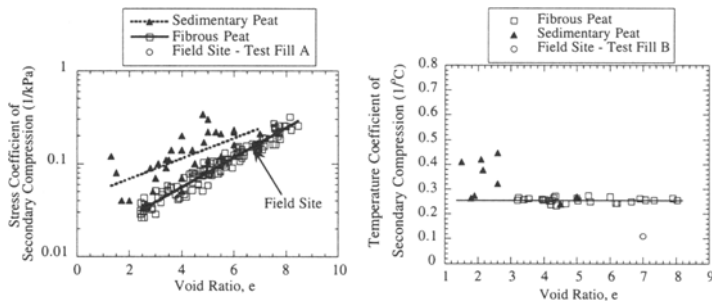 Sedimentary Peat
Fibrous Peat
Field Site - Test Fill A
Stress Coefficient of
Secondary Compression (1/kPa)
1
0.1
0.01
Field Site
0 2 4 6 8 10
Void Ratio, e
Fibrous Peat
Sedimentary Peat
Field Site - Test Fill B
Temperature Coefficient of
Secondary Compression (1/°C)
0.8
0.7
0.6
0.5
0.4
0.3
0.2
0.1
0
1 2 3 4 5 6 7 8 9
Void Ratio, e